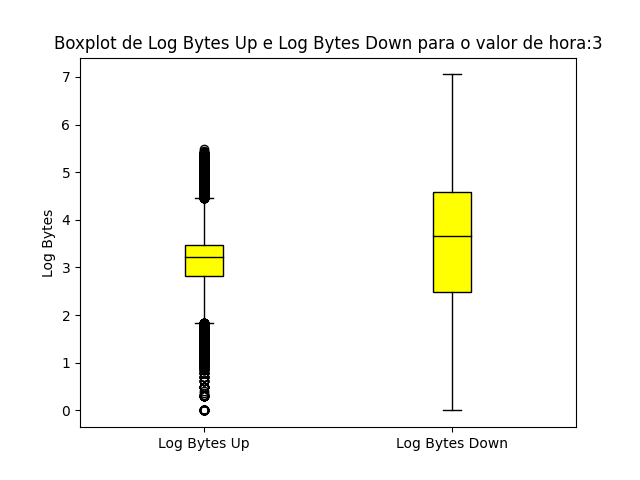 Boxplot de Log Bytes Up e Log Bytes Down para o valor de hora:3
7
6
5
4
3
2
1
0
Log Bytes
Log Bytes Up
Log Bytes Down